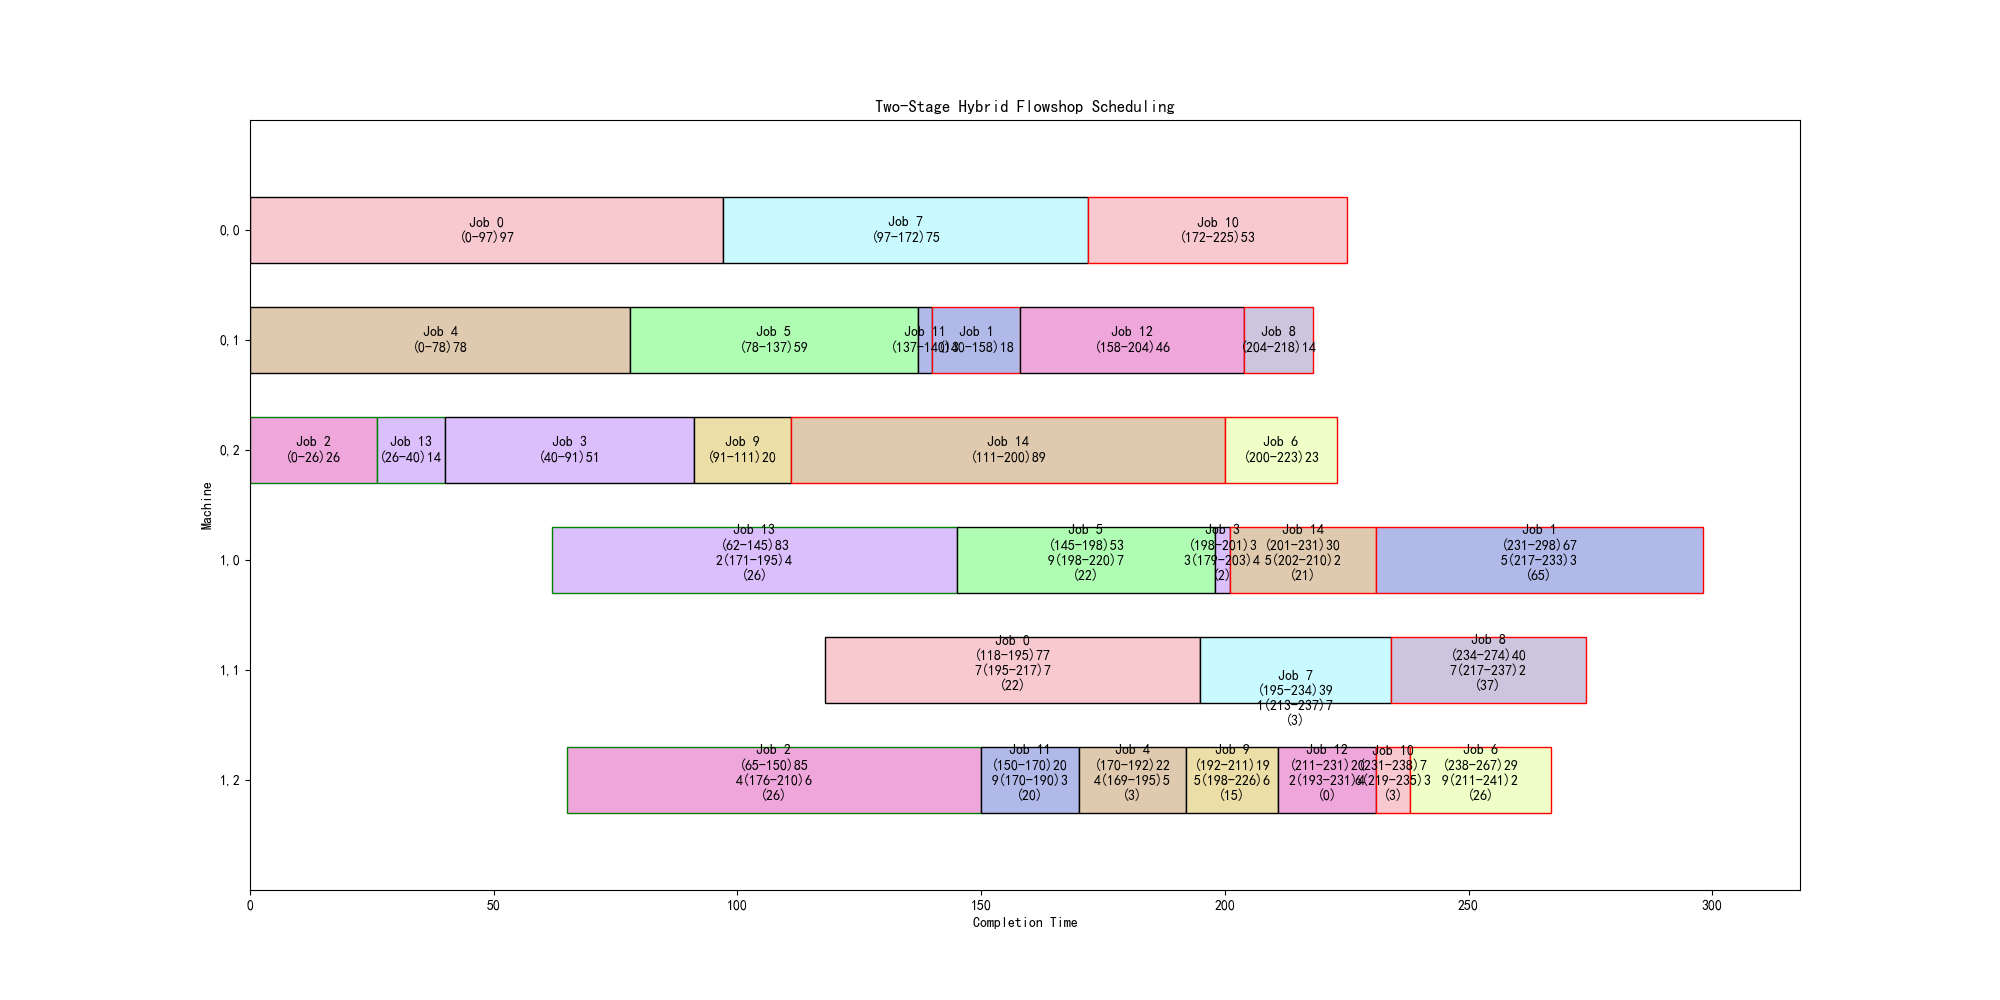 Two-Stage Hybrid Flowshop Scheduling
Machine
0,0
Job 0
(0-97)97
Job 7
(97-172)75
Job 10
(172-225)53
0,1
Job 4
(0-78)78
Job 5
(78-137)59
Job 11
(137-140)3
Job 1
(140-158)18
Job 12
(158-204)46
Job 8
(204-218)14
0,2
Job 2
(0-26)26
Job 13
(26-40)14
Job 3
(40-91)51
Job 9
(91-111)20
Job 14
(111-200)89
Job 6
(200-223)23
1,0
Job 13
(62-145)83
2(171-195)4
(26)
Job 5
(145-198)53
9(198-220)7
(22)
Job 3
(198-201)3
3(179-203)4
(2)
Job 14
(201-231)30
5(202-210)2
(21)
Job 1
(231-298)67
5(217-233)3
(65)
1,1
Job 0
(118-195)77
7(195-217)7
(22)
Job 7
(195-234)39
1(213-237)7
(3)
Job 8
(234-274)40
7(217-237)2
(37)
1,2
Job 2
(65-150)85
4(176-210)6
(26)
Job 11
(150-170)20
9(170-190)3
(20)
Job 4
(170-192)22
4(169-195)5
(3)
Job 9
(192-211)19
5(198-226)6
(15)
Job 12
(211-231)20
(0)
Job 10
(231-238)7
(3)
Job 6
(238-267)29
9(211-241)2
(26)
0
50
100
150
200
250
300
Completion Time